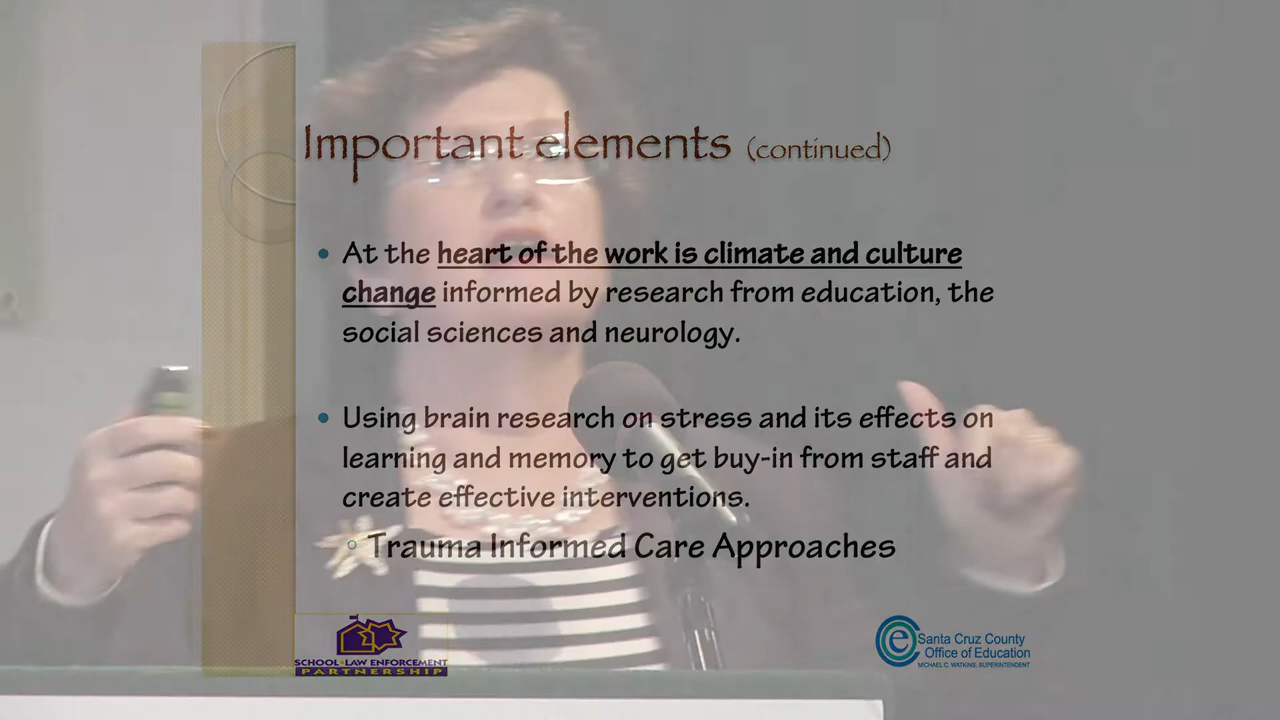 Important elements (continued)
At the heart of the work is climate and culture
change informed by research from education, the
social sciences and neurology.
Using brain research on stress and its effects on
learning and memory to get buy-in from staff and
create effective interventions.
Trauma Informed Care Approaches
SCHOOL LAW ENFORCEMENT
PARTNERSHIP
e Santa Cruz County
Office of Education
MICHAEL C. WATKINS, SUPERINTENDENT